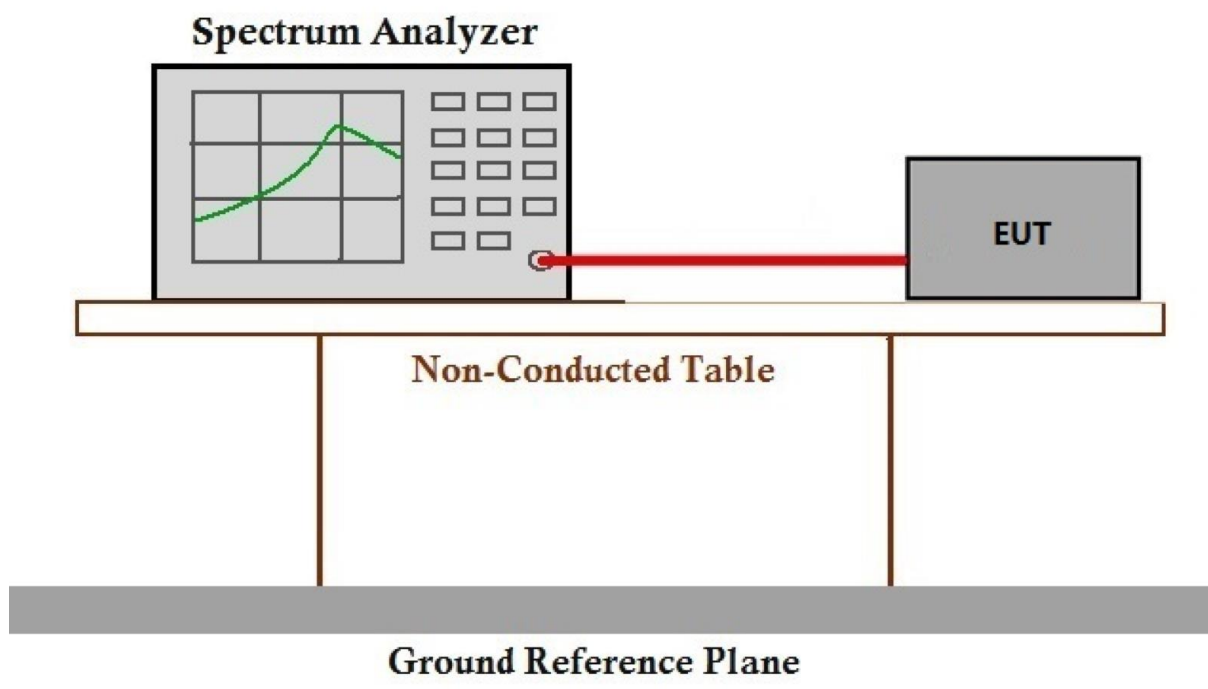 Spectrum Analyzer
EUT
Non-Conducted Table
Ground Reference Plane